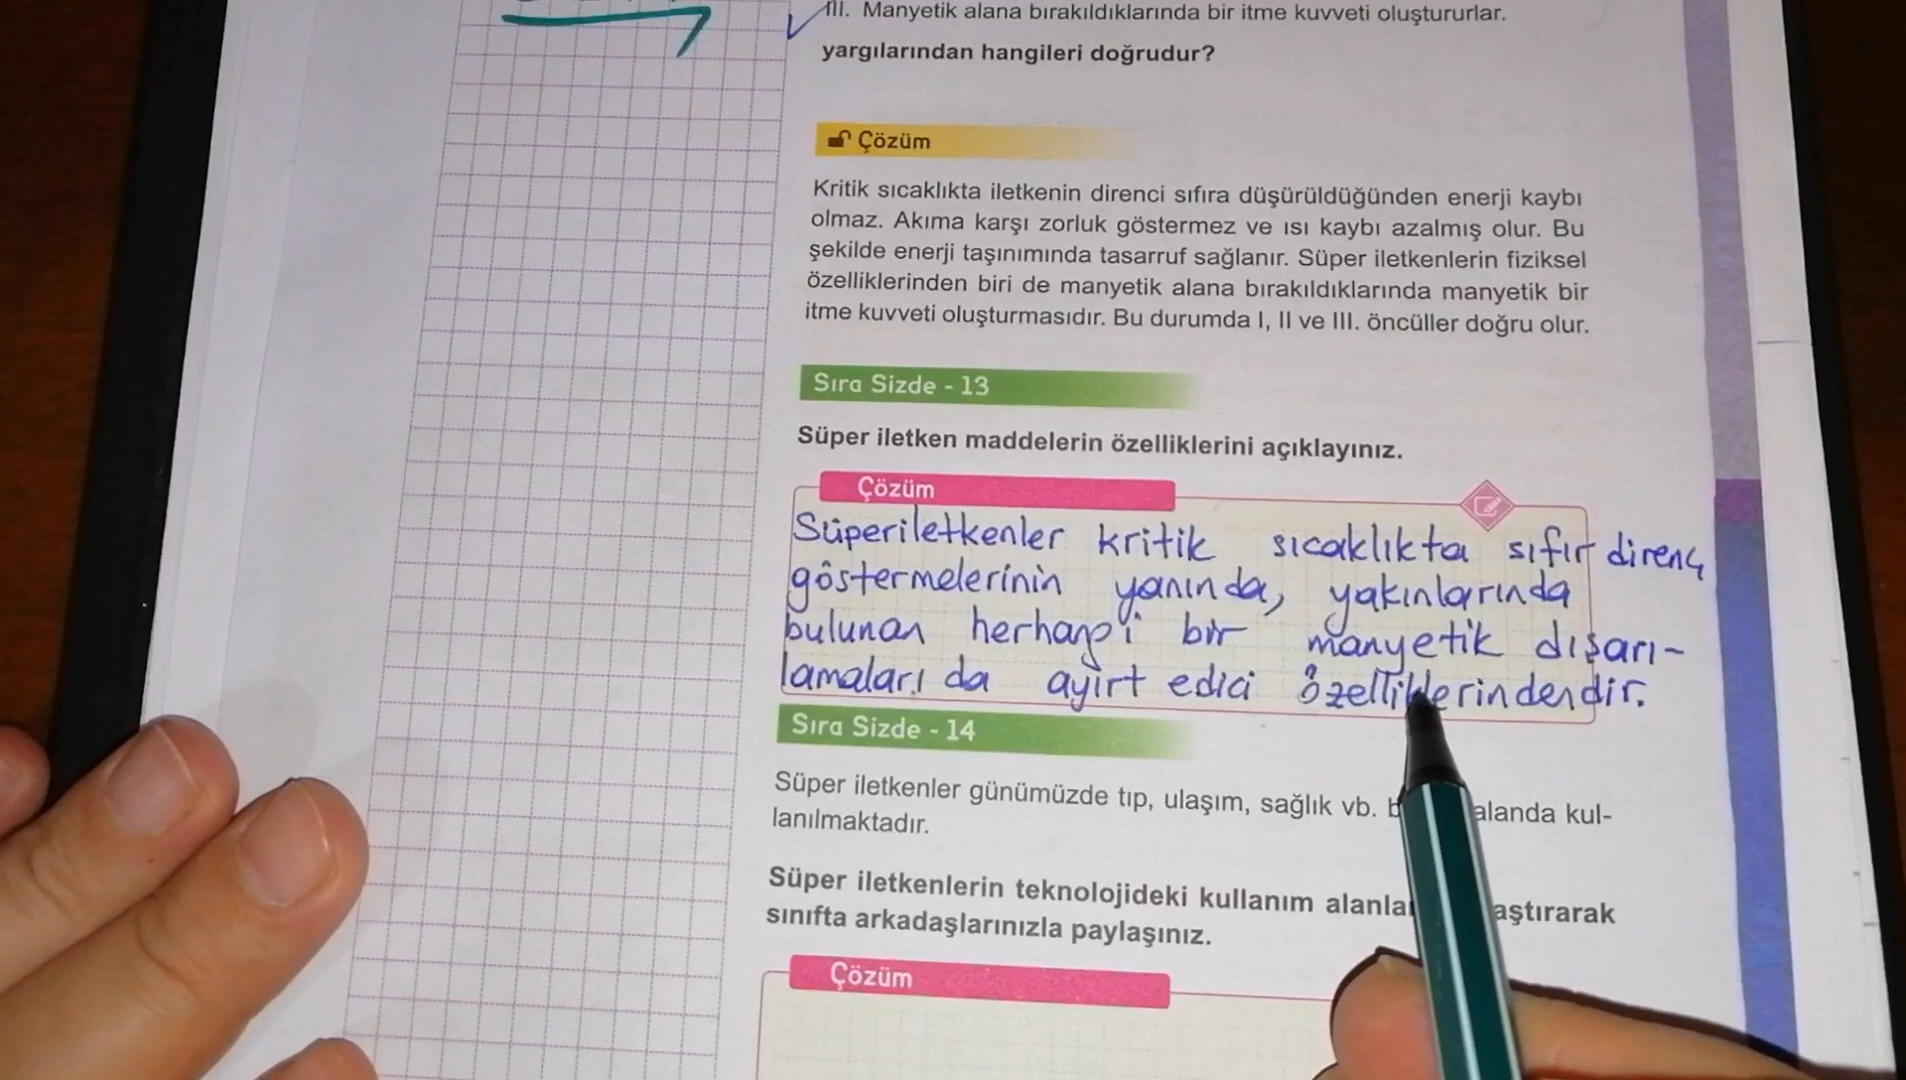 III. Manyetik alana bırakıldıklarında bir itme kuvveti oluştururlar.
yargılarından hangileri doğrudur?
Çözüm
Kritik sıcaklıkta iletkenin direnci sıfıra düşürüldüğünden enerji kaybı
olmaz. Akıma karşı zorluk göstermez ve ısı kaybı azalmış olur. Bu
şekilde enerji taşınımında tasarruf sağlanır. Süper iletkenlerin fiziksel
özelliklerinden biri de manyetik alana bırakıldıklarında manyetik bir
itme kuvveti oluşturmasıdır. Bu durumda I, II ve III. öncüller doğru olur.
Sıra Sizde - 13
Süper iletken maddelerin özelliklerini açıklayınız.
Çözüm
Süperiletkenler kritik sıcaklıkta sıfır direnç
göstermelerinin yanında, yakınlarında
bulunan herhangi bir manyetik dışarı-
lamaları da ayırt edici özelliklerindendir.
Sıra Sizde - 14
Süper iletkenler günümüzde tıp, ulaşım, sağlık vb. alanda kul-
lanılmaktadır.
Süper iletkenlerin teknolojideki kullanım
sınıfta arkadaşlarınızla paylaşınız.
Çözüm